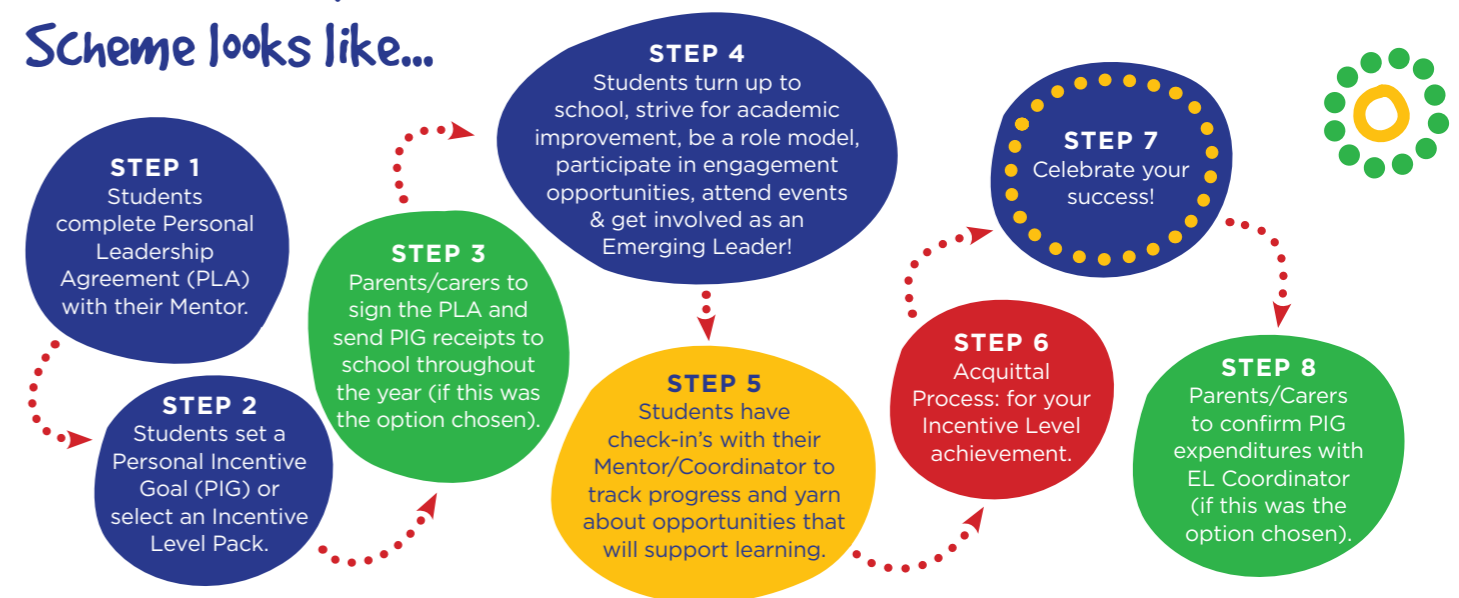 Scheme looks like...
STEP 1
Students
complete Personal
Leadership
Agreement (PLA)
with their Mentor.
STEP 2
Students set a
Personal Incentive
Goal (PIG) or
select an Incentive
Level Pack.
STEP 3
Parents/carers to
sign the PLA and
send PIG receipts to
school throughout
the year (if this was
the option chosen).
STEP 4
Students turn up to
school, strive for academic
improvement, be a role model,
participate in engagement
opportunities, attend events
& get involved as an
Emerging Leader!
STEP 5
Students have
check-in's with their
Mentor/Coordinator to
track progress and yarn
about opportunities that
will support learning.
STEP 6
Acquittal
Process: for your
Incentive Level
achievement.
STEP 7
Celebrate your
success!
STEP 8
Parents/Carers
to confirm PIG
expenditures with
EL Coordinator
(if this was the
option chosen).